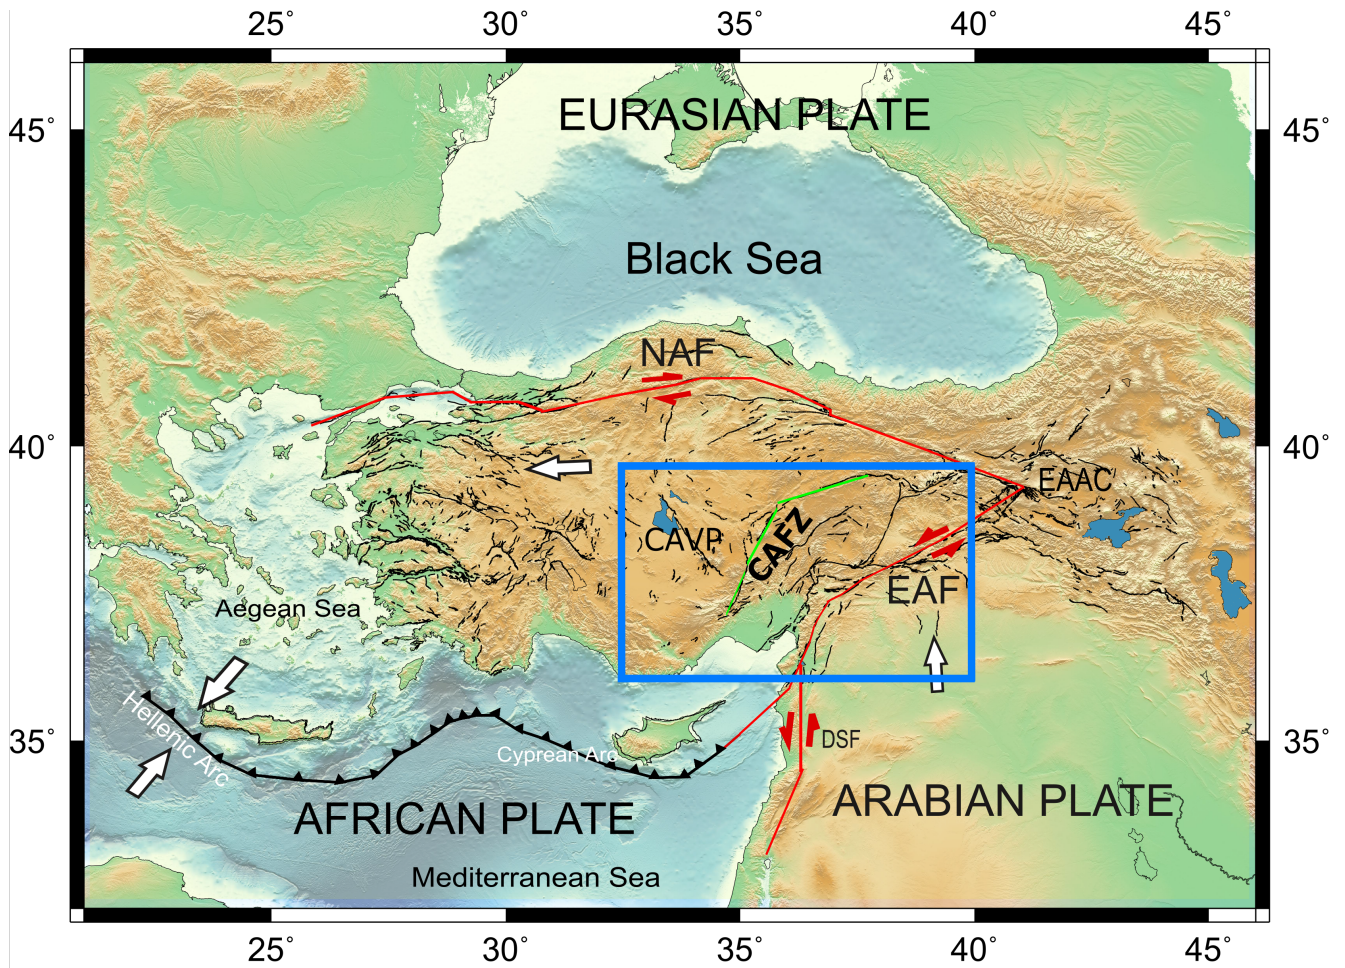 25° 30° 35° 40° 45°
EURASIAN PLATE
45° 45°
Black Sea
NAF
40° 40°
EAAC
CAVP
CAFZ
EAF
Aegean Sea
Hellenic Arc
35° 35°
DSF
Cyprean Arc
ARABIAN PLATE
AFRICAN PLATE
Mediterranean Sea
25° 30° 35° 40° 45°